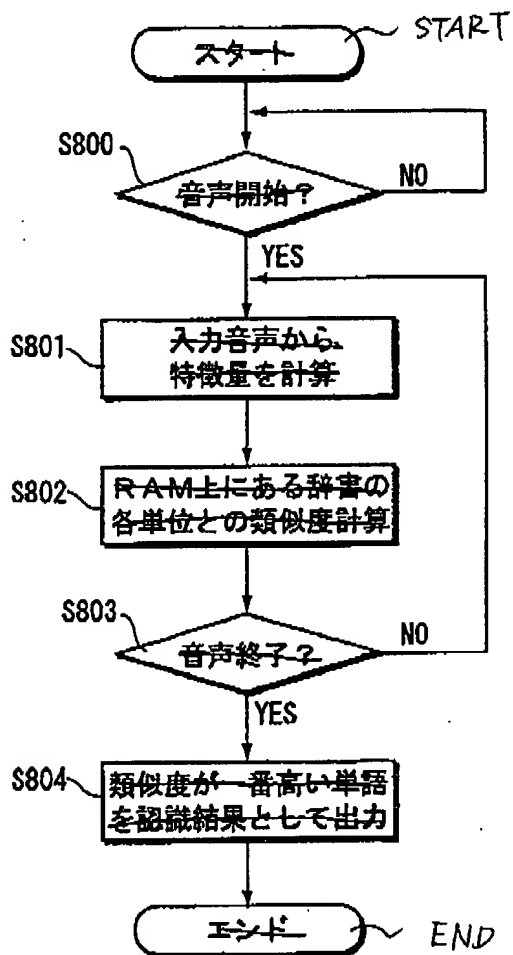 スタート
START
S800
音声開始?
NO
YES
S801
入力音声から、
特徴量を計算
S802
RAM上にある辞書の
各単位との類似度計算
S803
音声終了?
NO
YES
S804
類似度が一番高い単語
を認識結果として出力
エンド
END